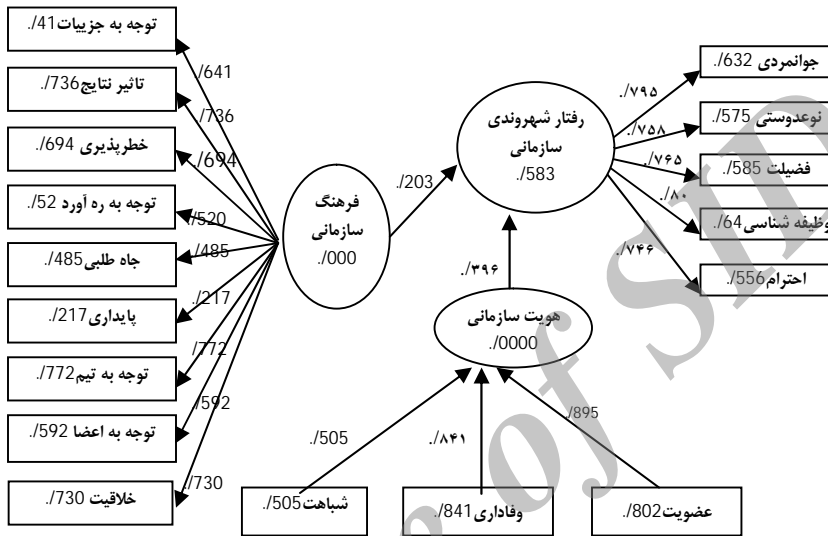 توجه به جزییات41/.
تاثیر نتایج736/.
خطرپذیری 694/.
توجه به ره آورد 52/.
جاه طلبی485/.
پایداری217/.
توجه به تیم772/.
توجه به اعضا 592/.
خلاقیت 730/.
./641
./736
./694
./520
./485
./217
./772
./592
./730
فرهنگ
سازمانی
./000
./203
رفتار شهروندی
سازمانی
./583
./۳۹۶
هویت سازمانی
./0000
./۷۹۵
./۷۵۸
./۷۶۵
./۸۰
./۷۴۶
جوانمردی 632/.
نوعدوستی 575/.
فضیلت 585/.
وظیفه شناسی64/.
احترام556/.
./505
./۸۴۱
./895
شباهت505/.
وفاداری841/.
عضویت802/.
of SID